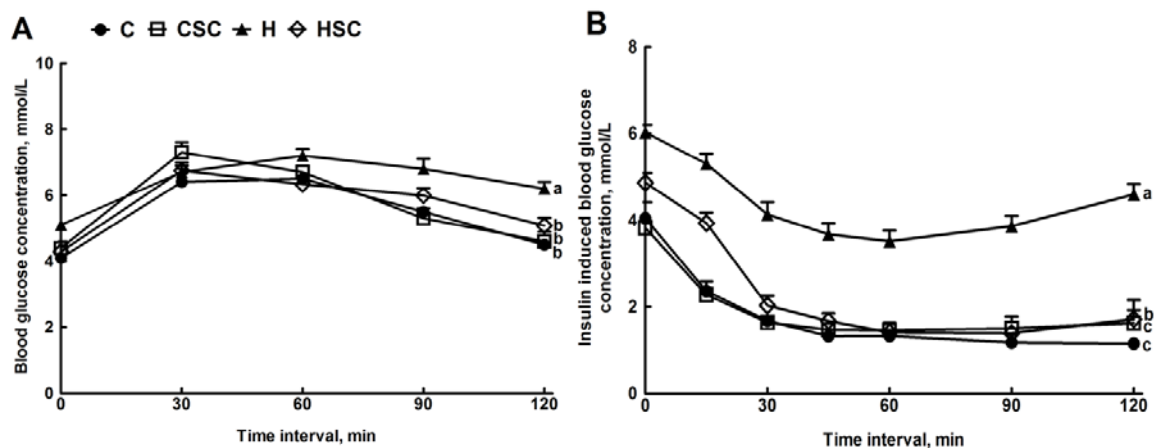 A
C CSC H HSC
Blood glucose concentration, mmol/L
10
8
6
4
2
0
0 30 60 90 120
a
b
b
b
Time interval, min
B
Insulin induced blood glucose
concentration, mmol/L
8
6
4
2
0
0 30 60 90 120
a
b
c
c
Time interval, min